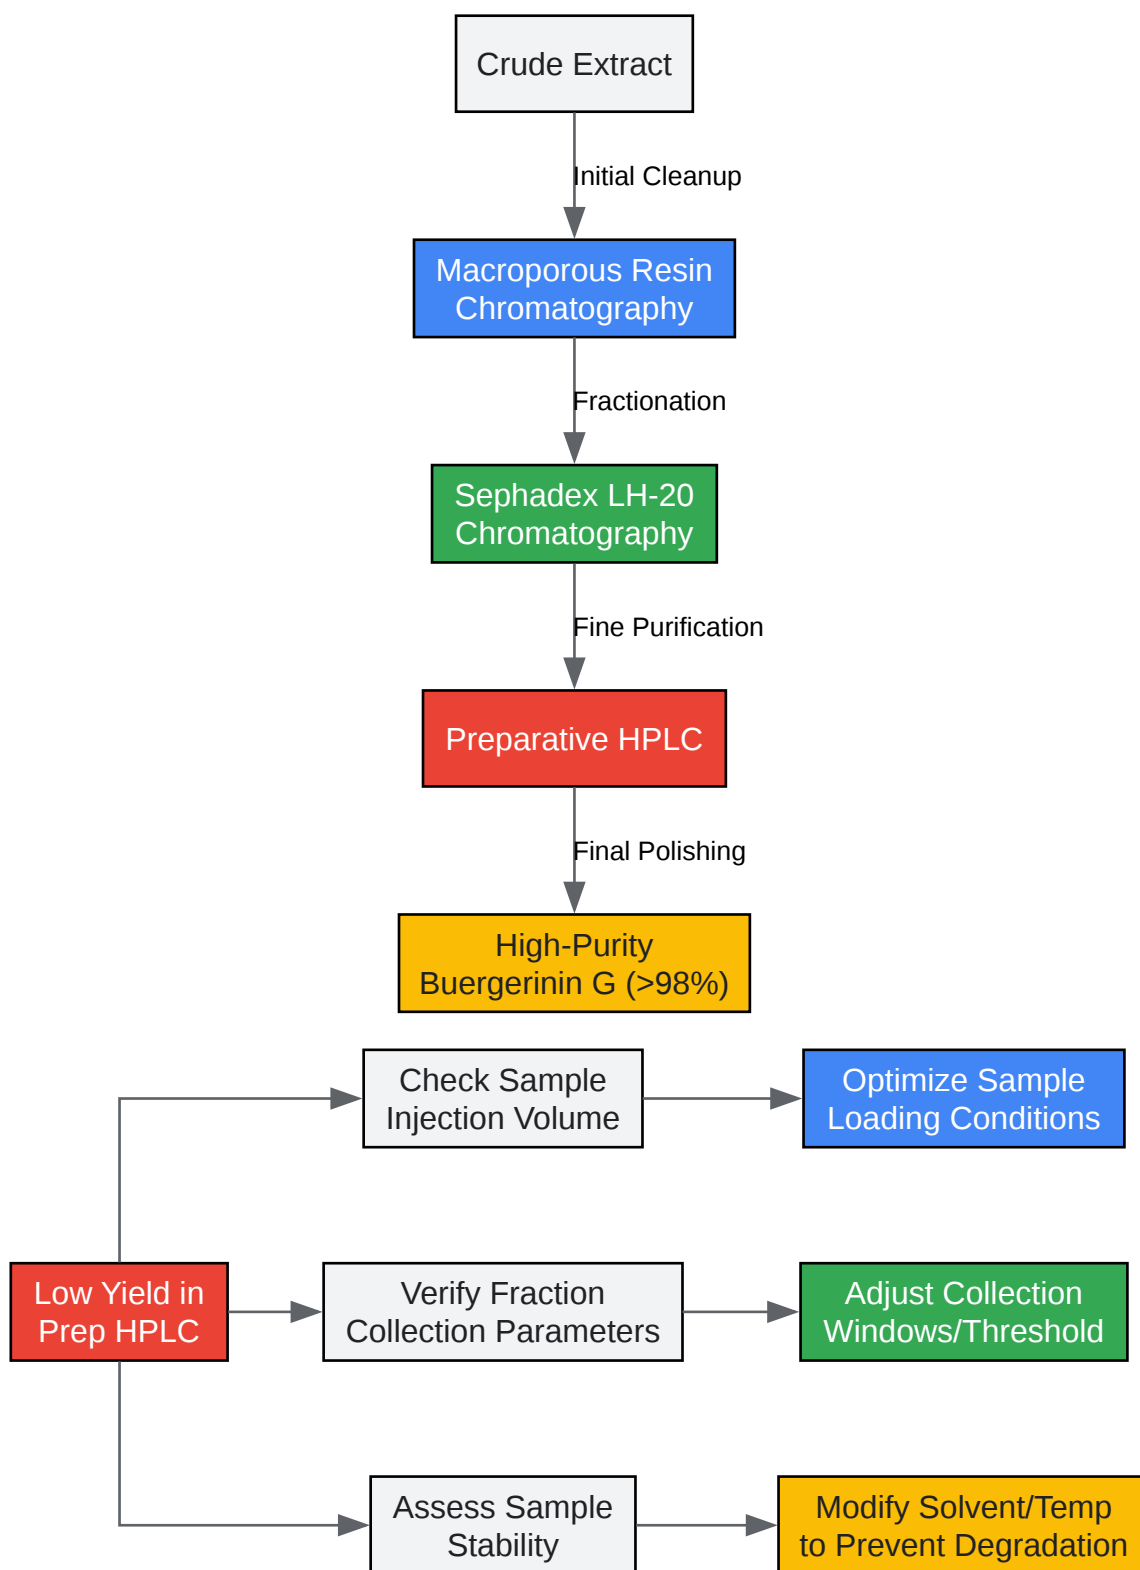 Crude Extract
Initial Cleanup
Macroporous Resin
Chromatography
Fractionation
Sephadex LH-20
Chromatography
Fine Purification
Preparative HPLC
Final Polishing
High-Purity
Buergerinin G (>98%)
Check Sample
Injection Volume
Optimize Sample
Loading Conditions
Low Yield in
Prep HPLC
Verify Fraction
Collection Parameters
Adjust Collection
Windows/Threshold
Assess Sample
Stability
Modify Solvent/Temp
to Prevent Degradation